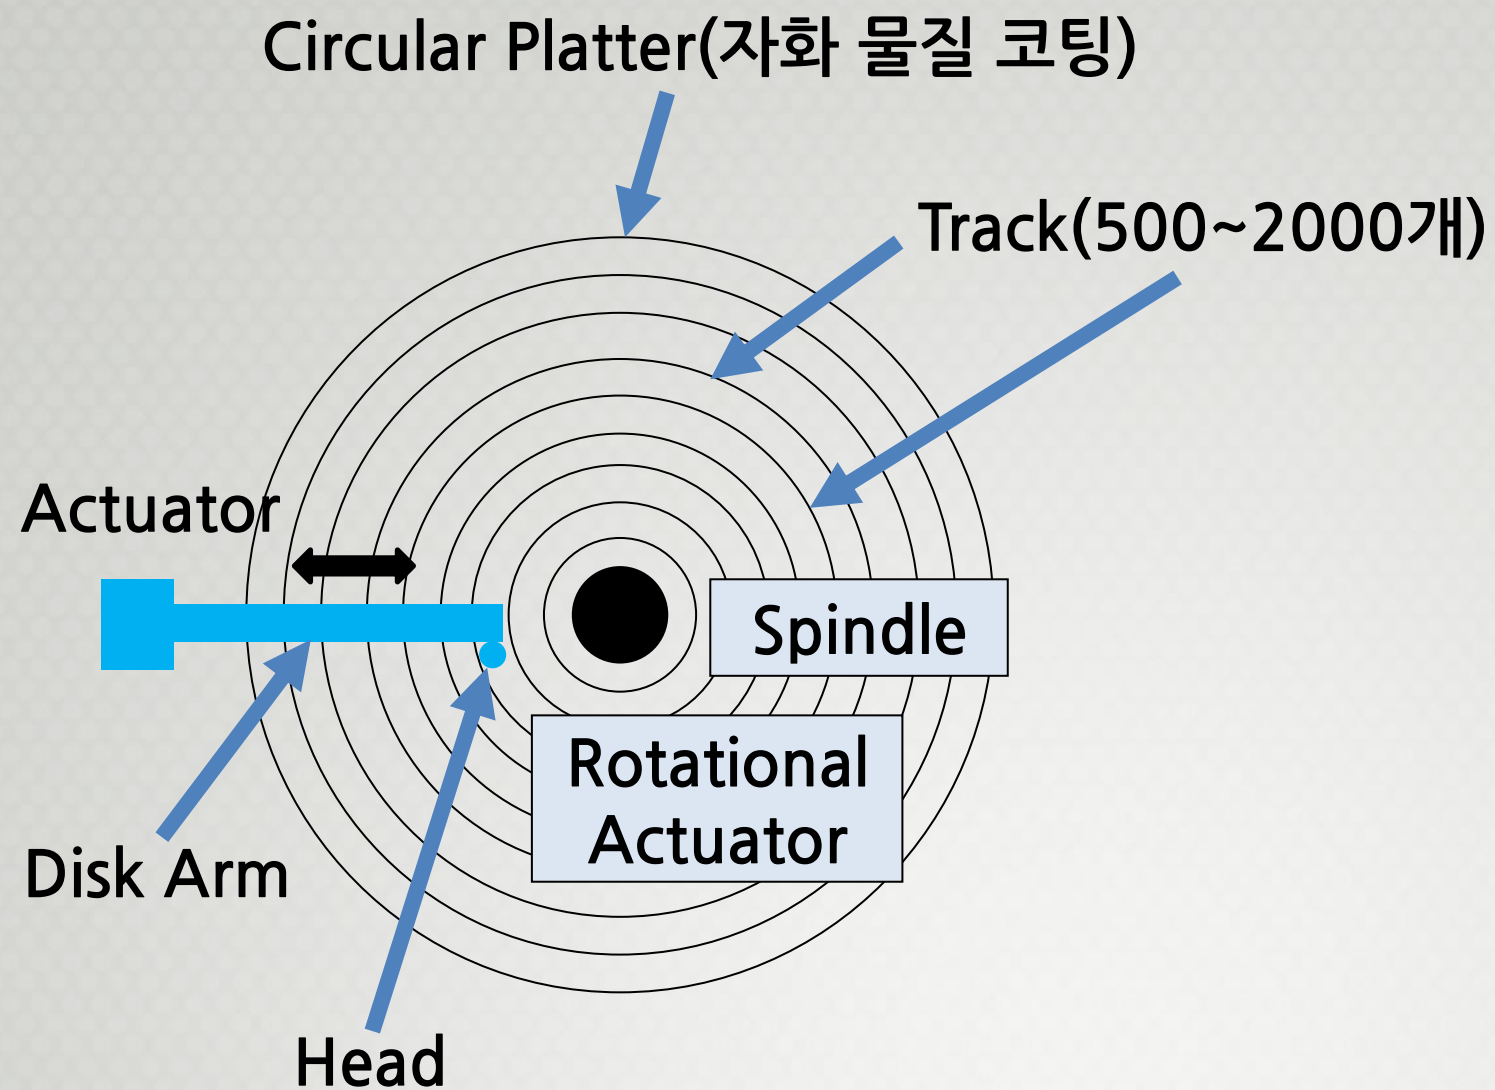 Circular Platter(자화 물질 코팅)
Track(500~2000개)
Actuator
Spindle
Rotational
Actuator
Disk Arm
Head